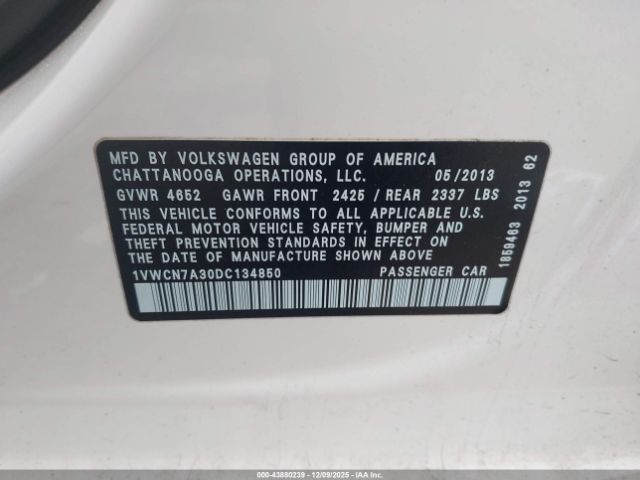 MFD BY VOLKSWAGEN GROUP OF AMERICA
CHATTANOOGA OPERATIONS, LLC. 05/2013
GVWR 4652 GAWR FRONT 2425 / REAR 2337 LBS
THIS VEHICLE CONFORMS TO ALL APPLICABLE U.S.
FEDERAL MOTOR VEHICLE SAFETY, BUMPER AND
THEFT PREVENTION STANDARDS IN EFFECT ON
THE DATE OF MANUFACTURE SHOWN ABOVE
1VWCN7A30DC134850 PASSENGER CAR
1859463 2013 62
000-43880239 - 12/09/2025 - IAA Inc.